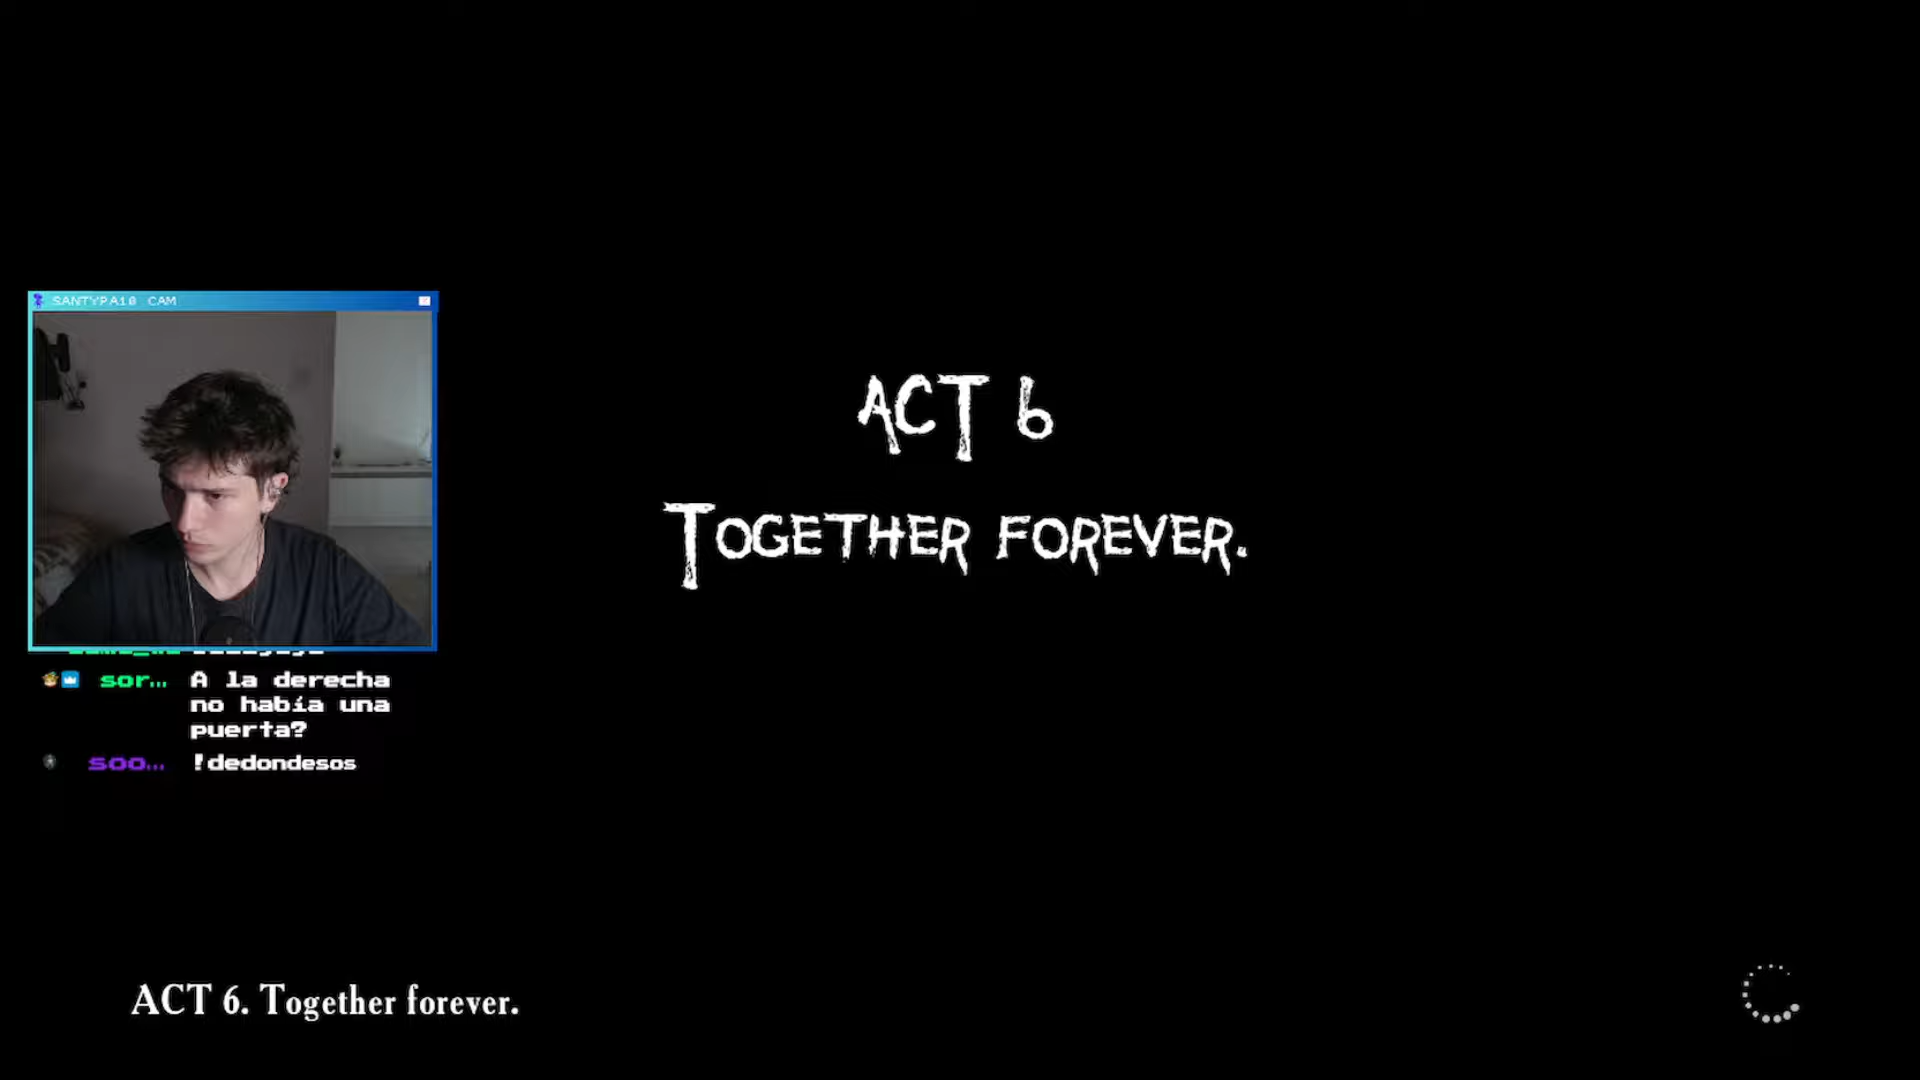 SANTYPA10 CAM
ACT 6
TOGETHER FOREVER.
sor... A la derecha
no había una
puerta?
soo... !dedondesos
ACT 6. Together forever.